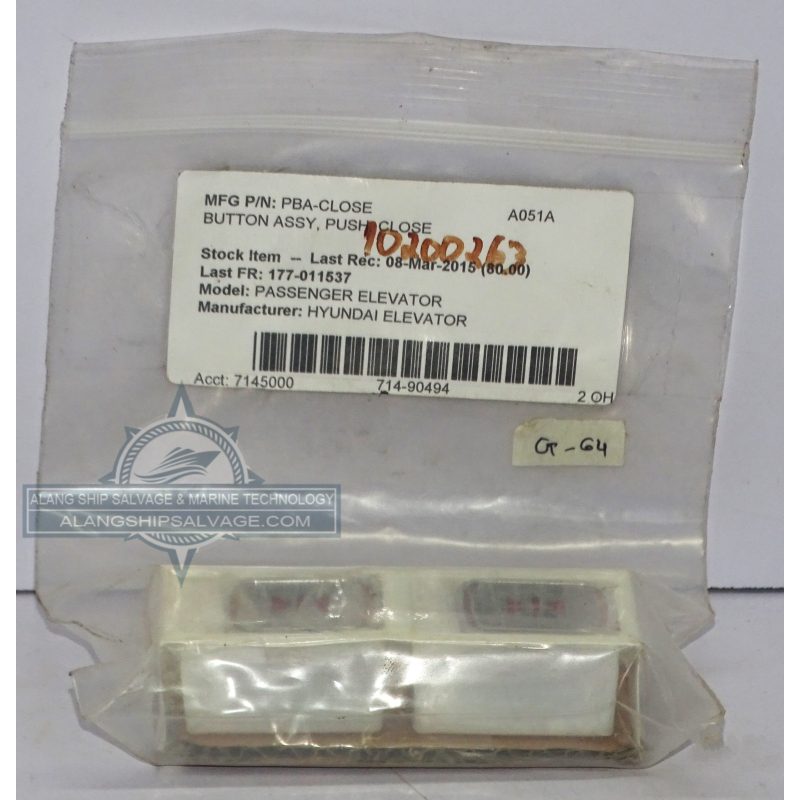 MFG P/N: PBA-CLOSE A051A
BUTTON ASSY, PUSH, CLOSE
10200263
Stock Item – Last Rec: 08-Mar-2015 (80.00)
Last FR: 177-011537
Model: PASSENGER ELEVATOR
Manufacturer: HYUNDAI ELEVATOR
Acct: 7145000 714-90494 2 OH
G-64
ALANG SHIP SALVAGE & MARINE TECHNOLOGY
ALANGSHIPSALVAGE.COM